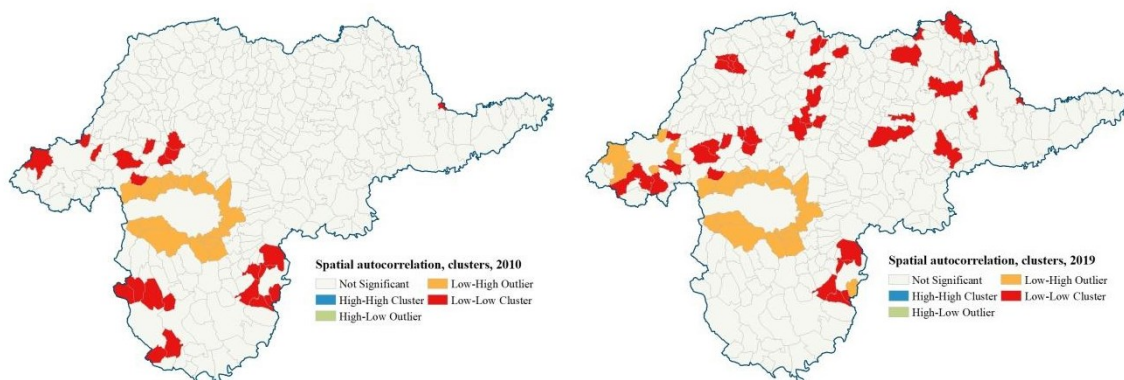 Spatial autocorrelation, clusters, 2010
Not Significant
Low-High Outlier
High-High Cluster
Low-Low Cluster
High-Low Outlier
Spatial autocorrelation, clusters, 2019
Not Significant
Low-High Outlier
High-High Cluster
Low-Low Cluster
High-Low Outlier